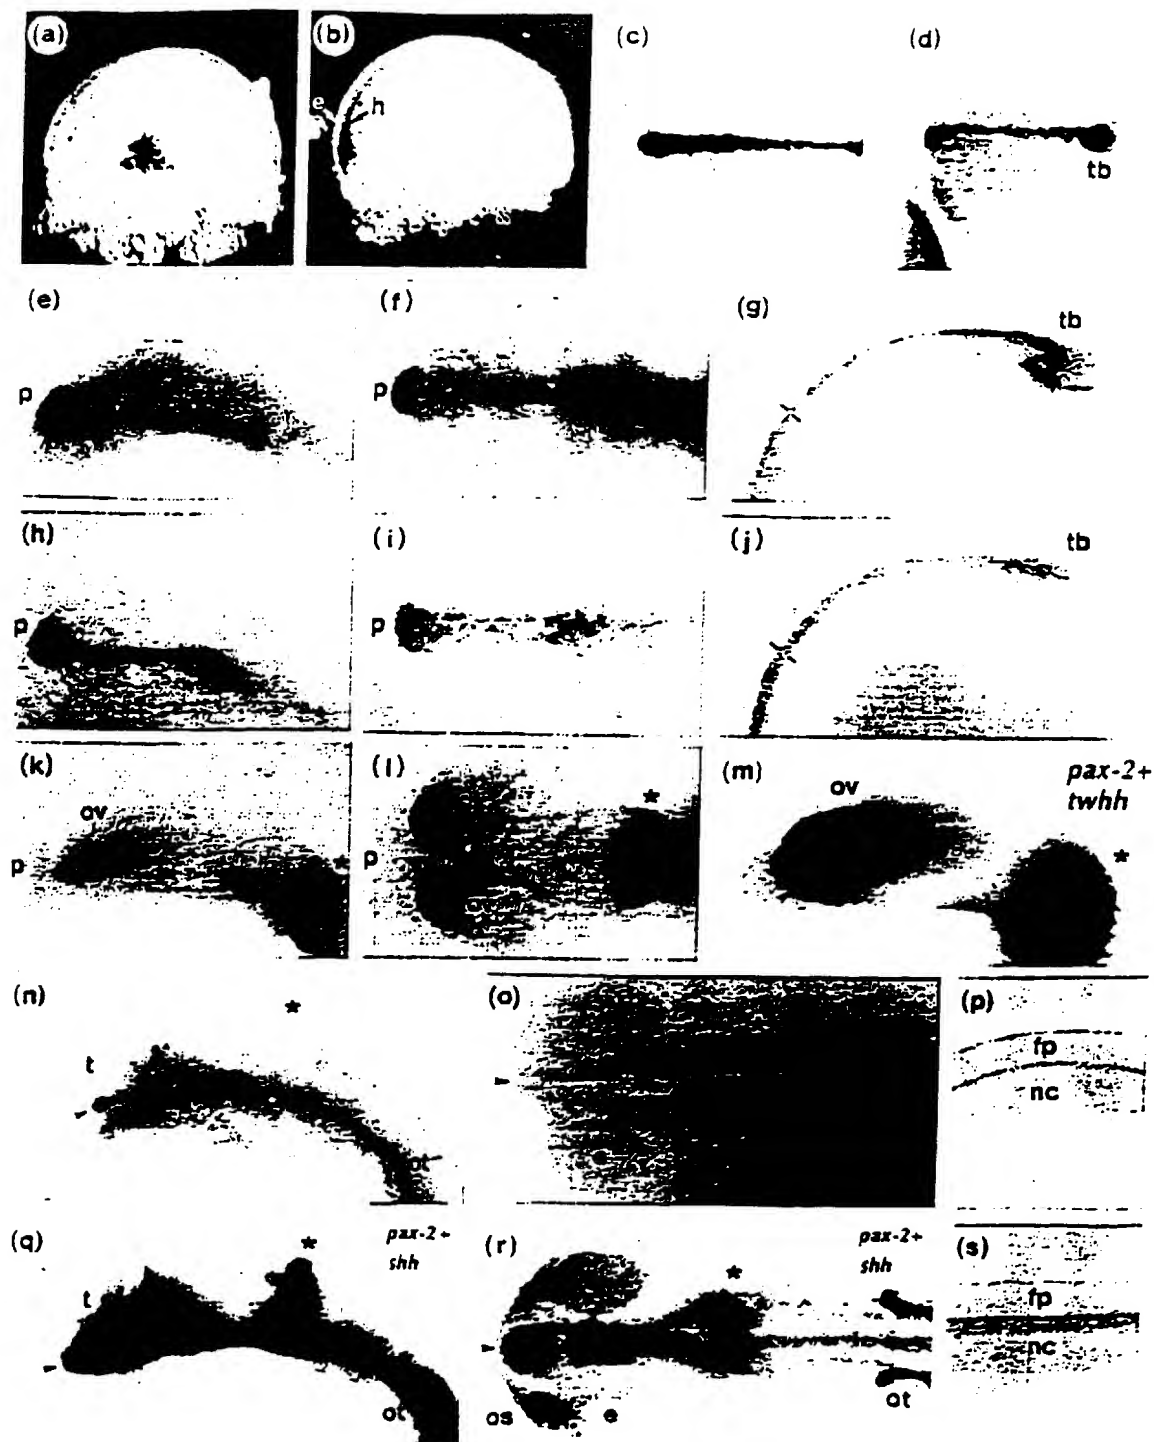 (a)
(b)
(c)
(d)
e
h
tb
(e)
(f)
(g)
tb
p
p
(h)
(i)
(j)
tb
p
p
(k)
(l)
(m)
pax-2+
twhh
ov
ov
*
*
*
p
p
(n)
(o)
(p)
*
t
fp
nc
(q)
*
pax-2+
shh
(r)
*
pax-2+
shh
(s)
t
fp
nc
ot
os
e
ot